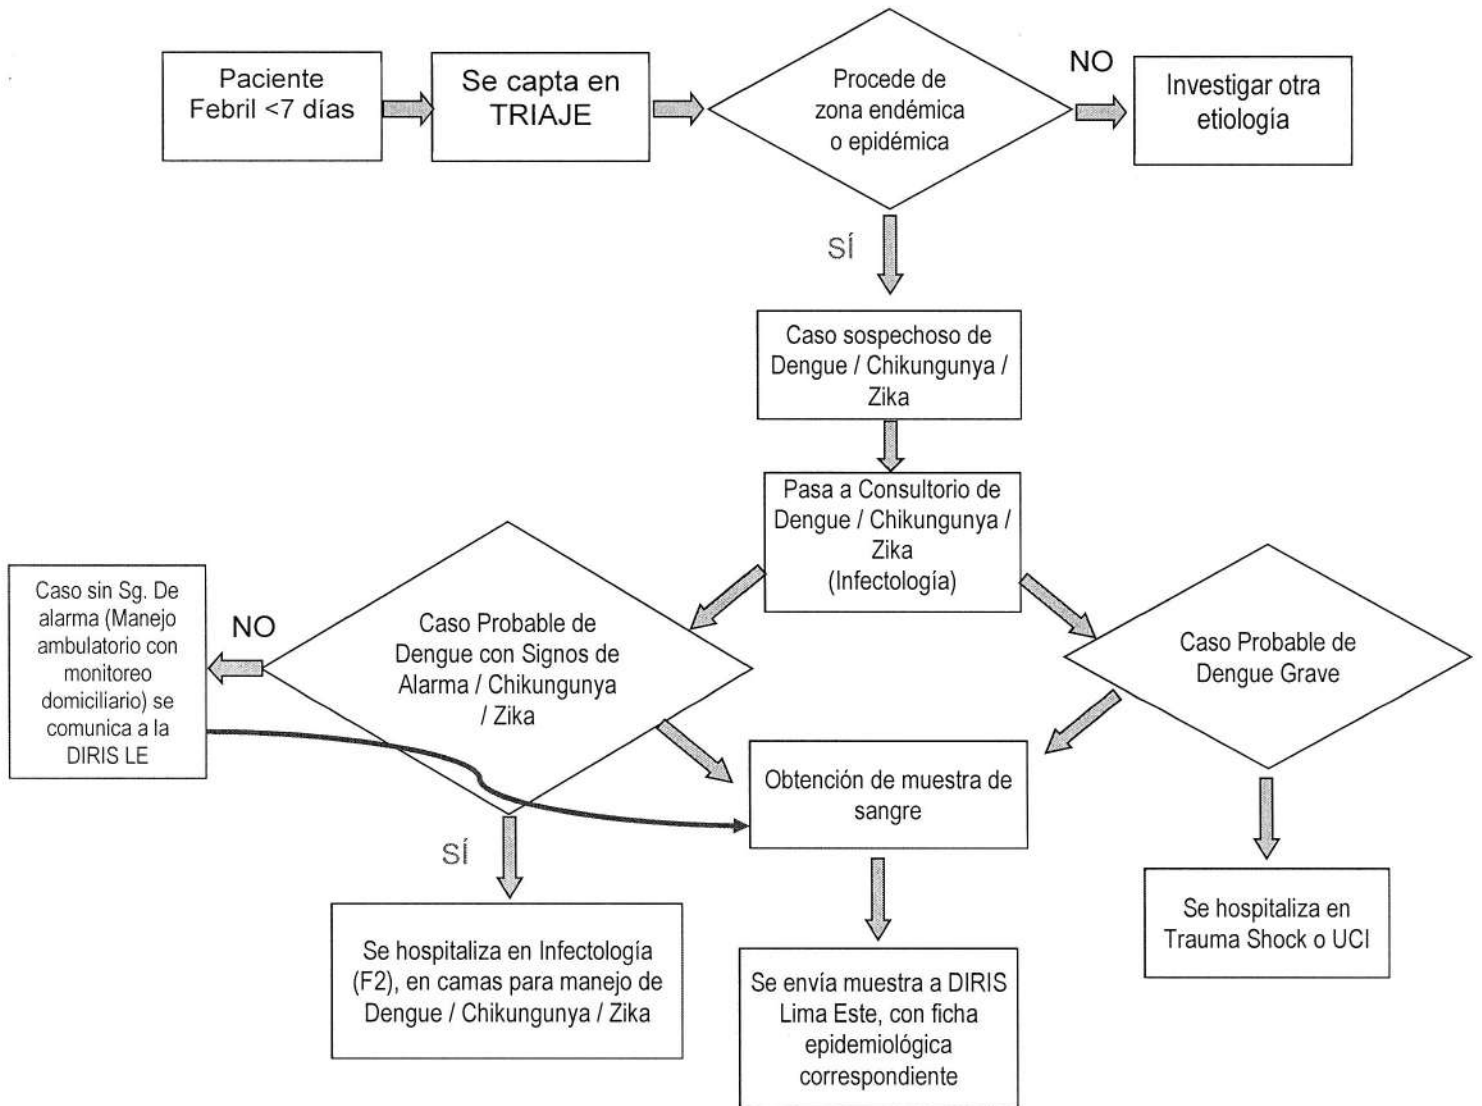 Paciente
Febril <7 días
Se capta en
TRIAJE
Procede de
zona endémica
o epidémica
NO
Investigar otra
etiología
SÍ
Caso sospechoso de
Dengue / Chikungunya /
Zika
Pasa a Consultorio de
Dengue / Chikungunya /
Zika
(Infectología)
Caso sin Sg. De
alarma (Manejo
ambulatorio con
monitoreo
domiciliario) se
comunica a la
DIRIS LE
NO
Caso Probable de
Dengue con Signos de
Alarma / Chikungunya
/ Zika
Caso Probable de
Dengue Grave
Obtención de muestra de
sangre
SÍ
Se hospitaliza en Infectología
(F2), en camas para manejo de
Dengue / Chikungunya / Zika
Se envía muestra a DIRIS
Lima Este, con ficha
epidemiológica
correspondiente
Se hospitaliza en
Trauma Shock o UCI